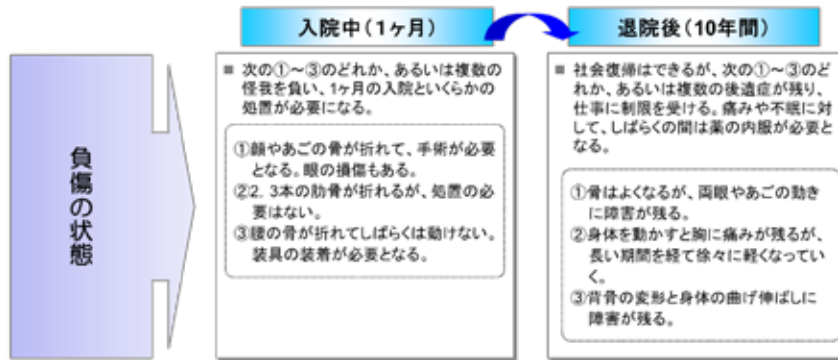 入院中（1ヶ月）
退院後（10年間）
負傷の状態
■ 次の①～③のどれか、あるいは複数の
怪我を負い、1ヶ月の入院といくらかの
処置が必要になる。
①顔やあごの骨が折れて、手術が必要
となる。眼の損傷もある。
②2，3本の肋骨が折れるが、処置の必
要はない。
③腰の骨が折れてしばらくは動けない。
装具の装着が必要となる。
■ 社会復帰はできるが、次の①～③のど
れか、あるいは複数の後遺症が残り、
仕事に制限を受ける。痛みや不眠に対
して、しばらくの間は薬の内服が必要と
なる。
①骨はよくなるが、両眼やあごの動き
に障害が残る。
②身体を動かすと胸に痛みが残るが、
長い期間を経て徐々に軽くなってい
く。
③背骨の変形と身体の曲げ伸ばしに
障害が残る。